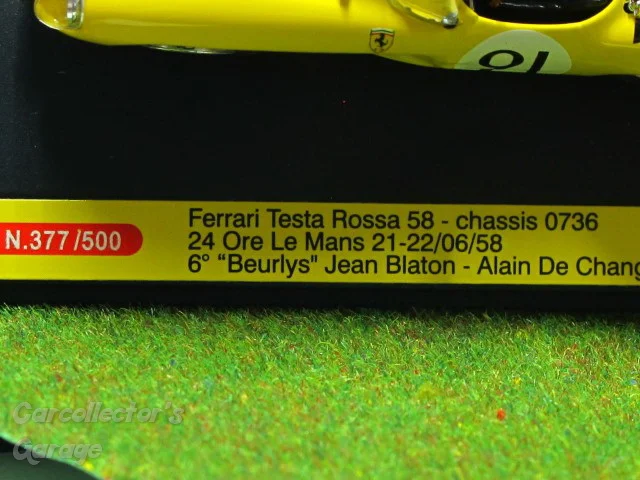 N.377/500
Ferrari Testa Rossa 58 - chassis 0736
24 Ore Le Mans 21-22/06/58
6° "Beurlys" Jean Blaton - Alain De Chang
Carcollector's
Garage